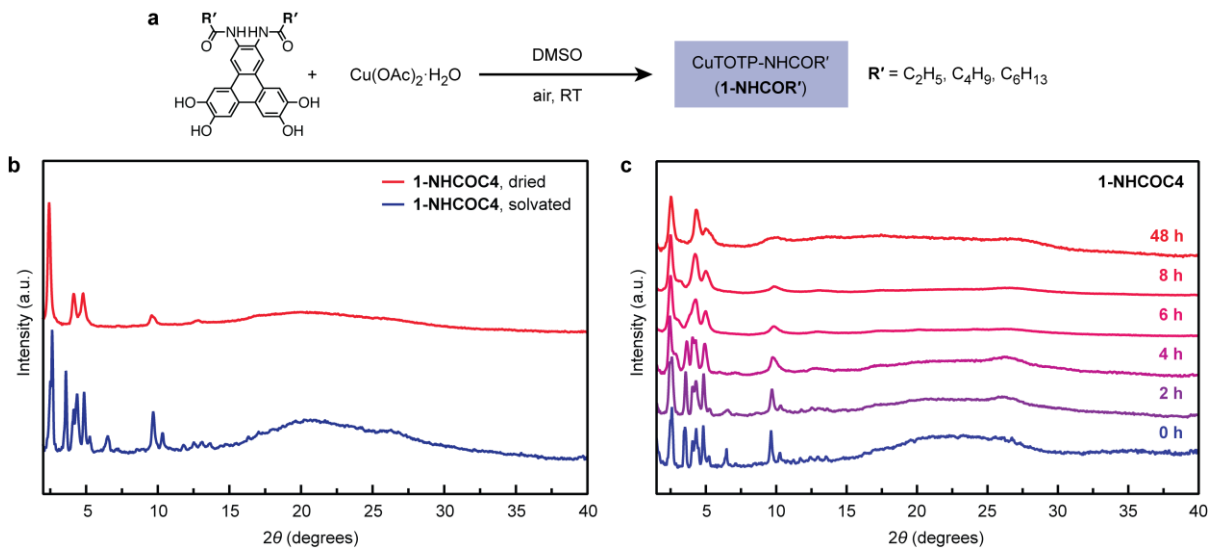 a
R′ R′
NHHN
O O
HO OH
HO OH
+
Cu(OAc)₂·H₂O
DMSO
air, RT
CuTOTP-NHCOR′
(1-NHCOR′)
R′ = C₂H₅, C₄H₉, C₆H₁₃
b
1-NHCOC4, dried
1-NHCOC4, solvated
Intensity (a.u.)
5 10 15 20 25 30 35 40
2θ (degrees)
c
1-NHCOC4
48 h
8 h
6 h
4 h
2 h
0 h
Intensity (a.u.)
5 10 15 20 25 30 35 40
2θ (degrees)